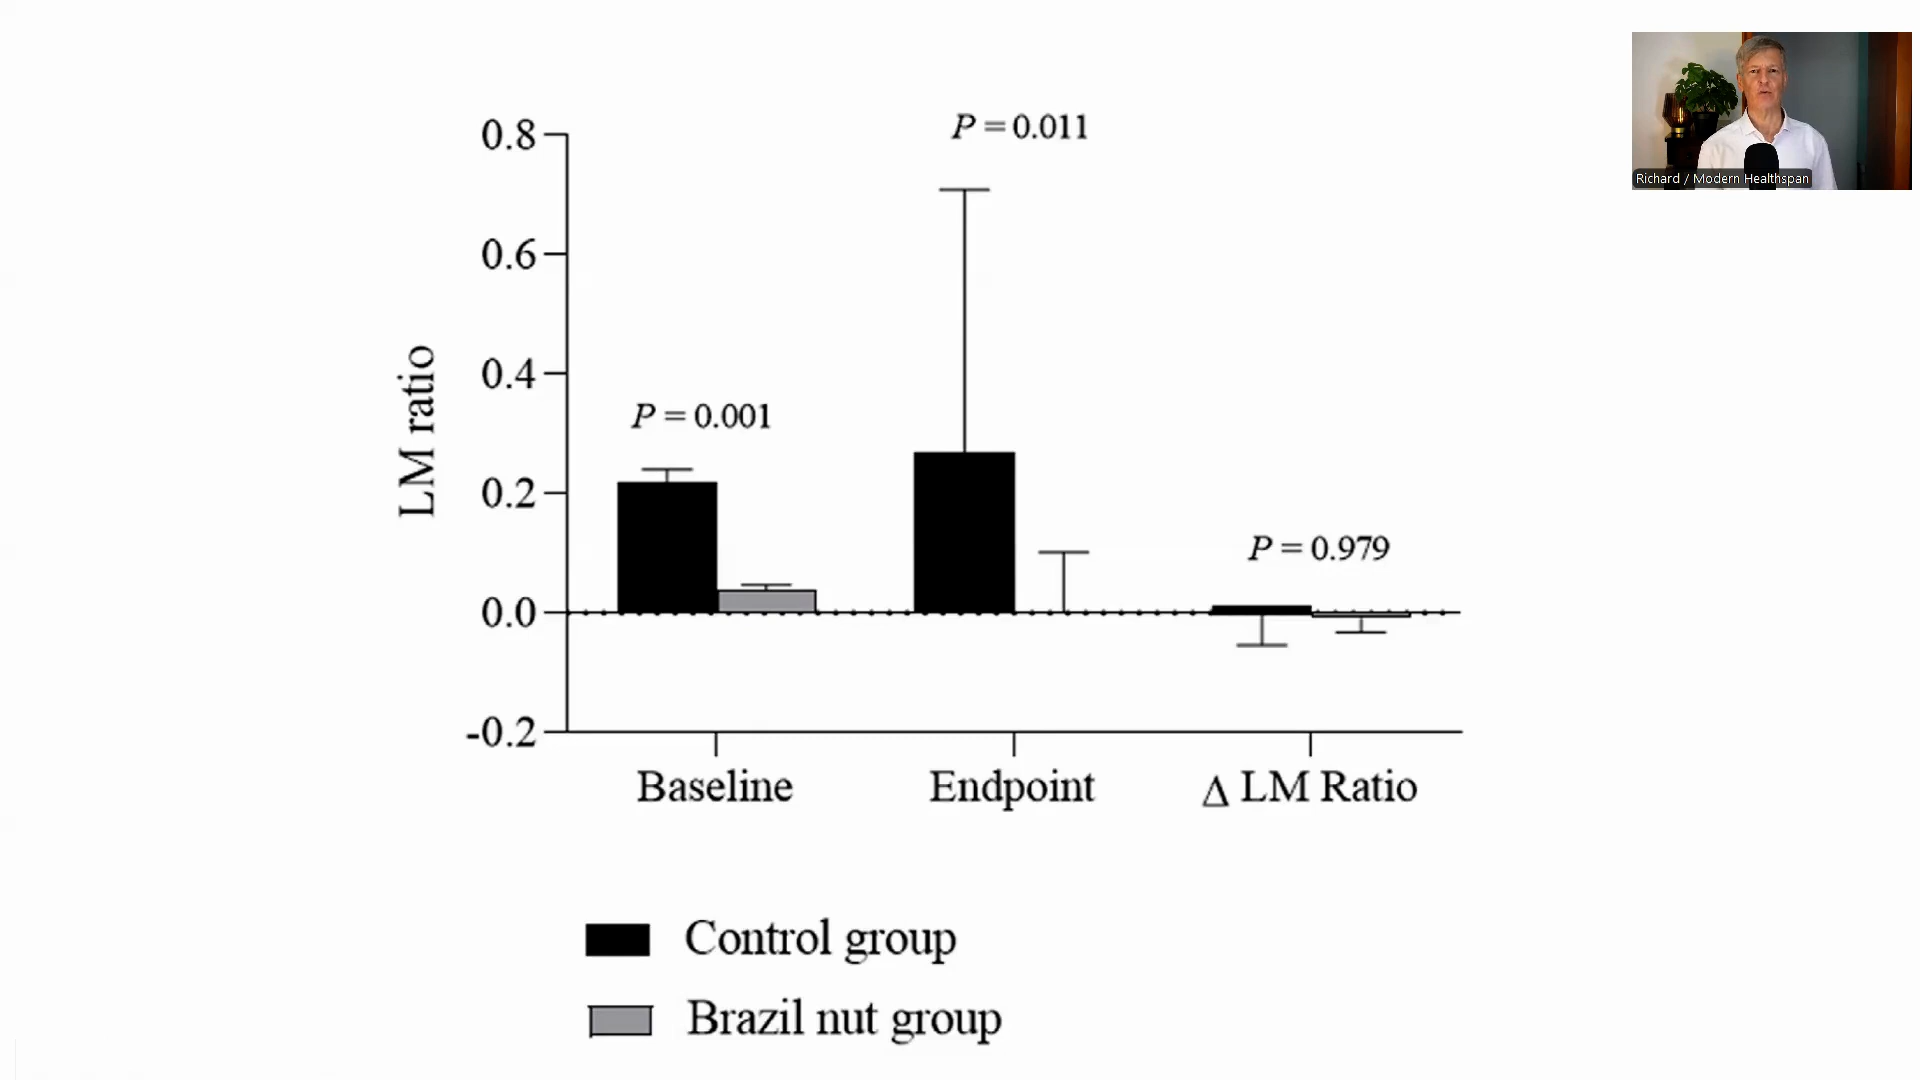 P = 0.011
0.8
0.6
0.4
0.2
0.0
-0.2
LM ratio
P = 0.001
P = 0.979
Baseline
Endpoint
Δ LM Ratio
Control group
Brazil nut group
Richard / Modern Healthspan